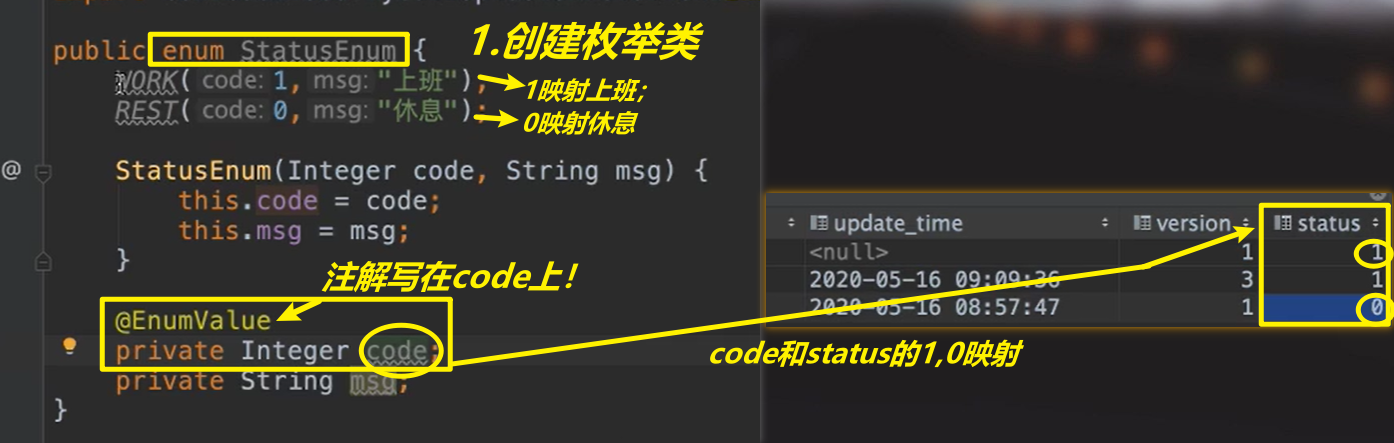 public enum StatusEnum {
1.创建枚举类
WORK( code: 1, msg: "上班"),
1映射上班；
REST( code: 0, msg: "休息");
0映射休息
@
StatusEnum(Integer code, String msg) {
this.code = code;
this.msg = msg;
}
注解写在code上！
@EnumValue
private Integer code;
private String msg;
}
update_time version status
<null> 1 1
2020-05-16 09:09:36 3 1
2020-05-16 08:57:47 1 0
code和status的1,0映射